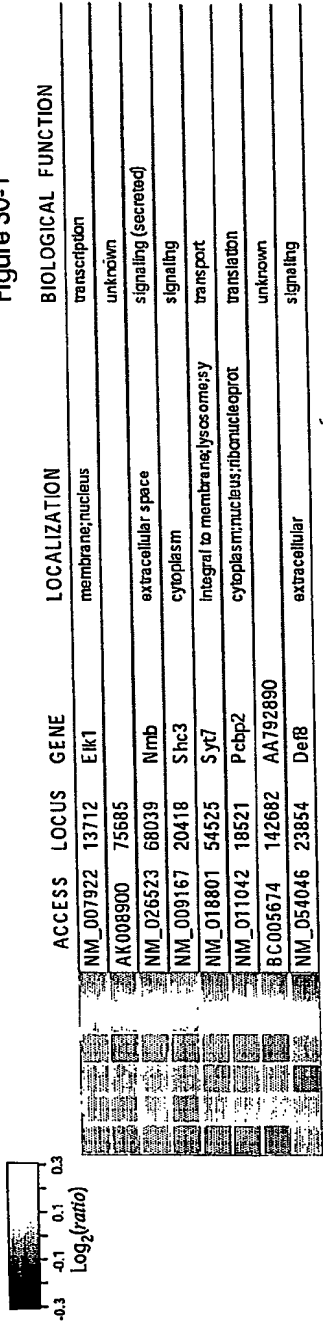 Figure 30-1
-0.3 -0.1 0.1 0.3
Log2(ratio)
ACCESS LOCUS GENE LOCALIZATION BIOLOGICAL FUNCTION
NM_007922 13712 Elk1 membrane;nucleus transcription
AK008900 75685 unknown
NM_026523 68039 Nmb extracellular space signaling (secreted)
NM_009167 20418 Shc3 cytoplasm signaling
NM_018801 54525 Syt7 integral to membrane;lysosome;sy transport
NM_011042 18521 Pcbp2 cytoplasm;nucleus;ribonucleoprot translation
BC005674 142682 AA792890 unknown
NM_054046 23854 Def8 extracellular signaling